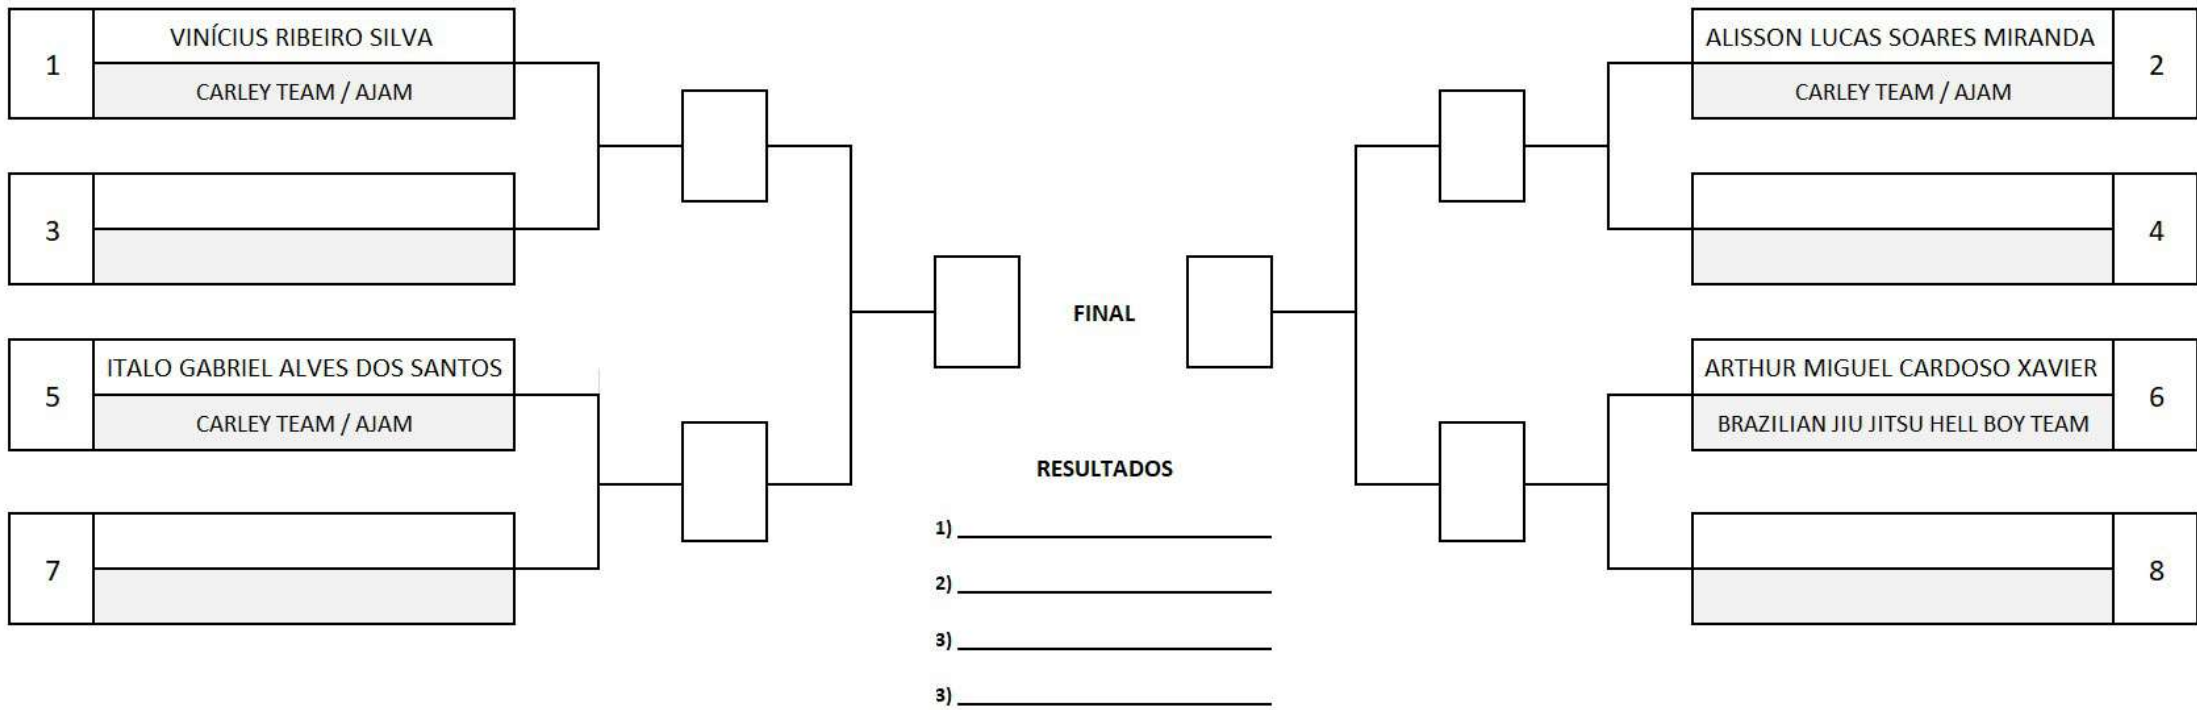 1
VINÍCIUS RIBEIRO SILVA
CARLEY TEAM / AJAM
3
5
ITALO GABRIEL ALVES DOS SANTOS
CARLEY TEAM / AJAM
7
FINAL
RESULTADOS
1)
2)
3)
3)
ALISSON LUCAS SOARES MIRANDA
CARLEY TEAM / AJAM
2
4
ARTHUR MIGUEL CARDOSO XAVIER
BRAZILIAN JIU JITSU HELL BOY TEAM
6
8